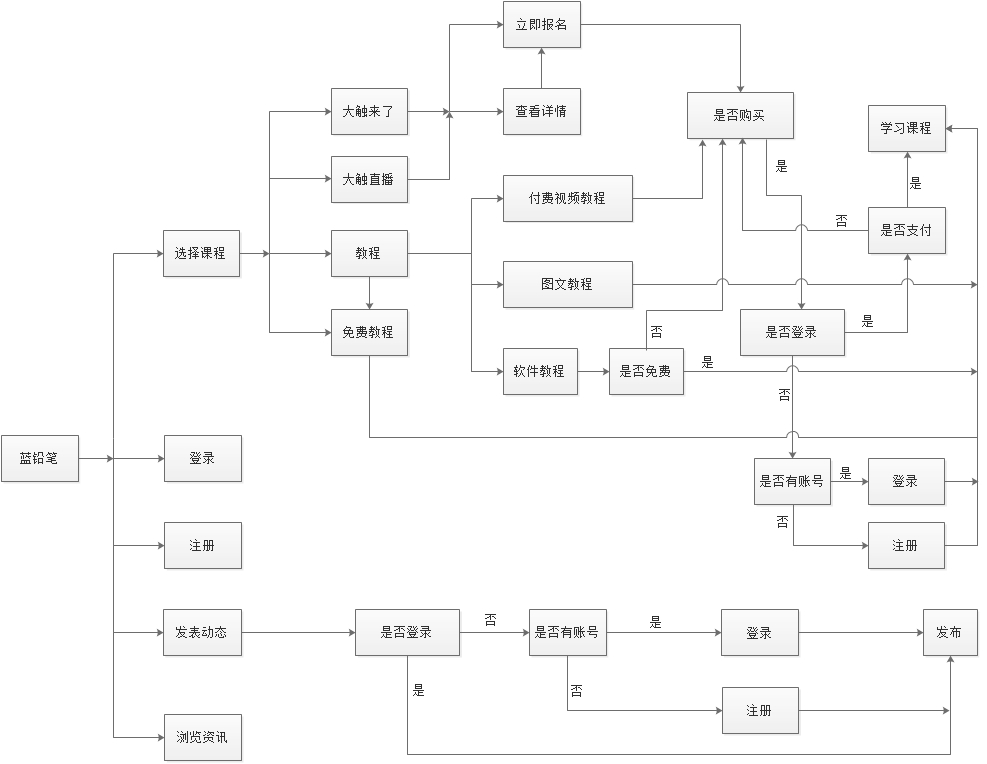 立即报名
大触来了
查看详情
是否购买
学习课程
大触直播
是
是
付费视频教程
否
是否支付
选择课程
教程
图文教程
免费教程
是否登录
是
否
软件教程
是否免费
是
否
蓝铅笔
登录
是否有账号
是
登录
否
注册
注册
发表动态
是否登录
否
是否有账号
是
登录
发布
是
否
注册
浏览资讯